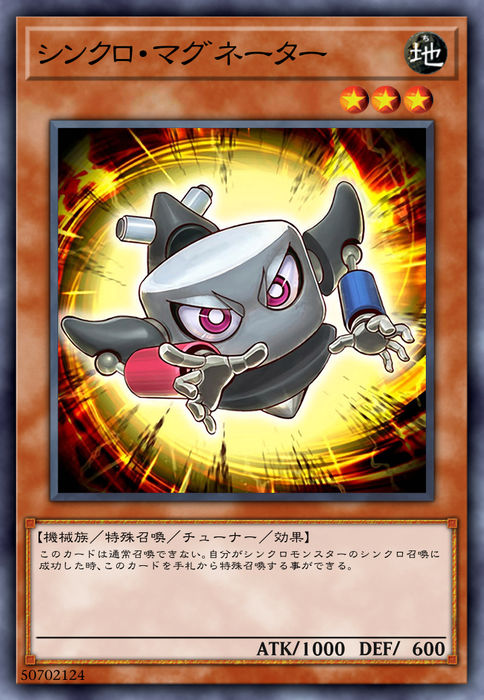 シンクロ・マグネーター
ち
地
【機械族／特殊召喚／チューナー／効果】
このカードは通常召喚できない。自分がシンクロモンスターのシンクロ召喚に
成功した時、このカードを手札から特殊召喚する事ができる。
ATK/1000 DEF/ 600
50702124